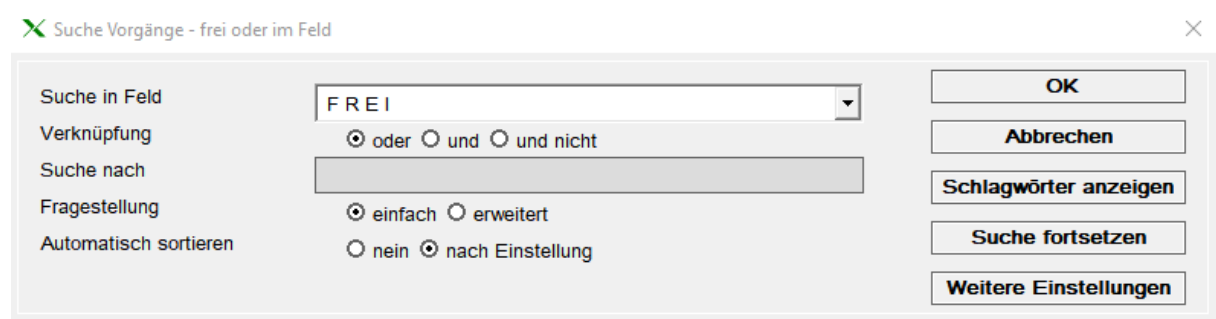 Suche Vorgänge - frei oder im Feld
Suche in Feld
F R E I
OK
Verknüpfung
oder und und nicht
Abbrechen
Suche nach
Schlagwörter anzeigen
Fragestellung
einfach erweitert
Automatisch sortieren
nein nach Einstellung
Suche fortsetzen
Weitere Einstellungen